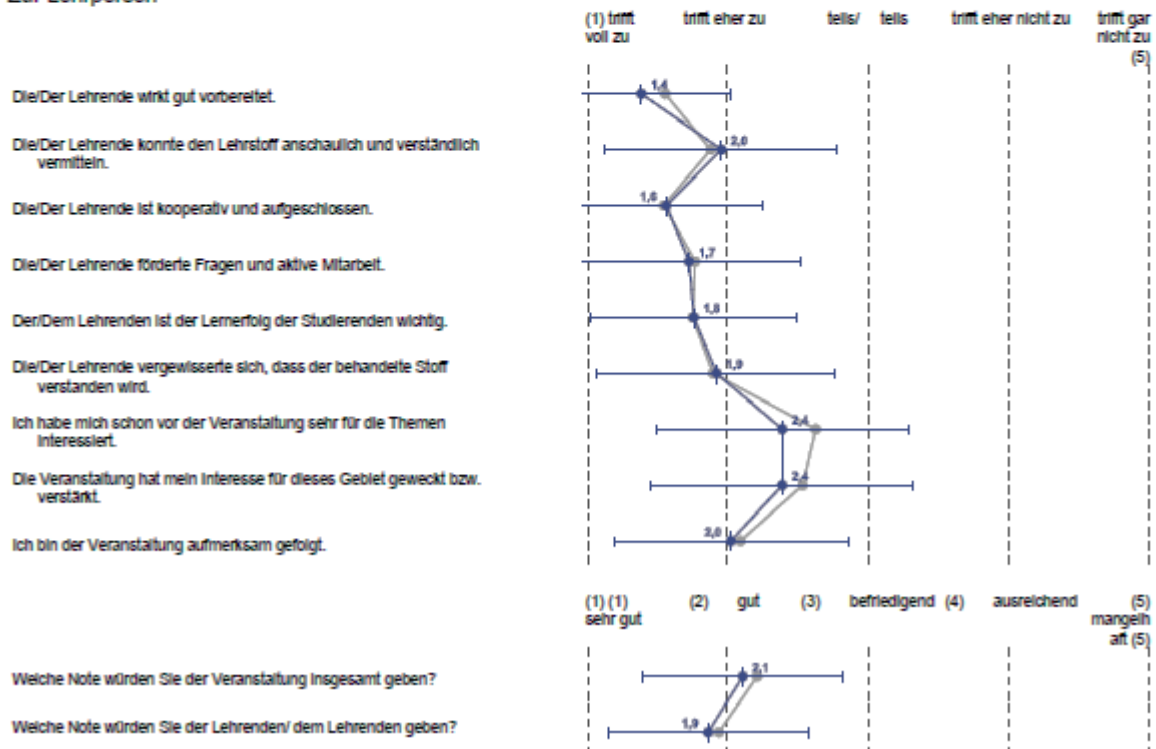 (1) trifft trifft eher zu teils/ teils trifft eher nicht zu trifft gar
voll zu nicht zu
(5)
Die/Der Lehrende wirkt gut vorbereitet.
1,4
Die/Der Lehrende konnte den Lehrstoff anschaulich und verständlich
vermitteln.
2,0
Die/Der Lehrende ist kooperativ und aufgeschlossen.
1,6
Die/Der Lehrende förderte Fragen und aktive Mitarbeit.
1,7
Der/Dem Lehrenden ist der Lernerfolg der Studierenden wichtig.
1,8
Die/Der Lehrende vergewisserte sich, dass der behandelte Stoff
verstanden wird.
1,9
Ich habe mich schon vor der Veranstaltung sehr für die Themen
interessiert.
2,4
Die Veranstaltung hat mein Interesse für dieses Gebiet geweckt bzw.
verstärkt.
2,4
Ich bin der Veranstaltung aufmerksam gefolgt.
2,0
(1) (1) (2) gut (3) befriedigend (4) ausreichend (5)
sehr gut mangelh
aft (5)
Welche Note würden Sie der Veranstaltung insgesamt geben?
2,1
Welche Note würden Sie der Lehrenden/ dem Lehrenden geben?
1,9